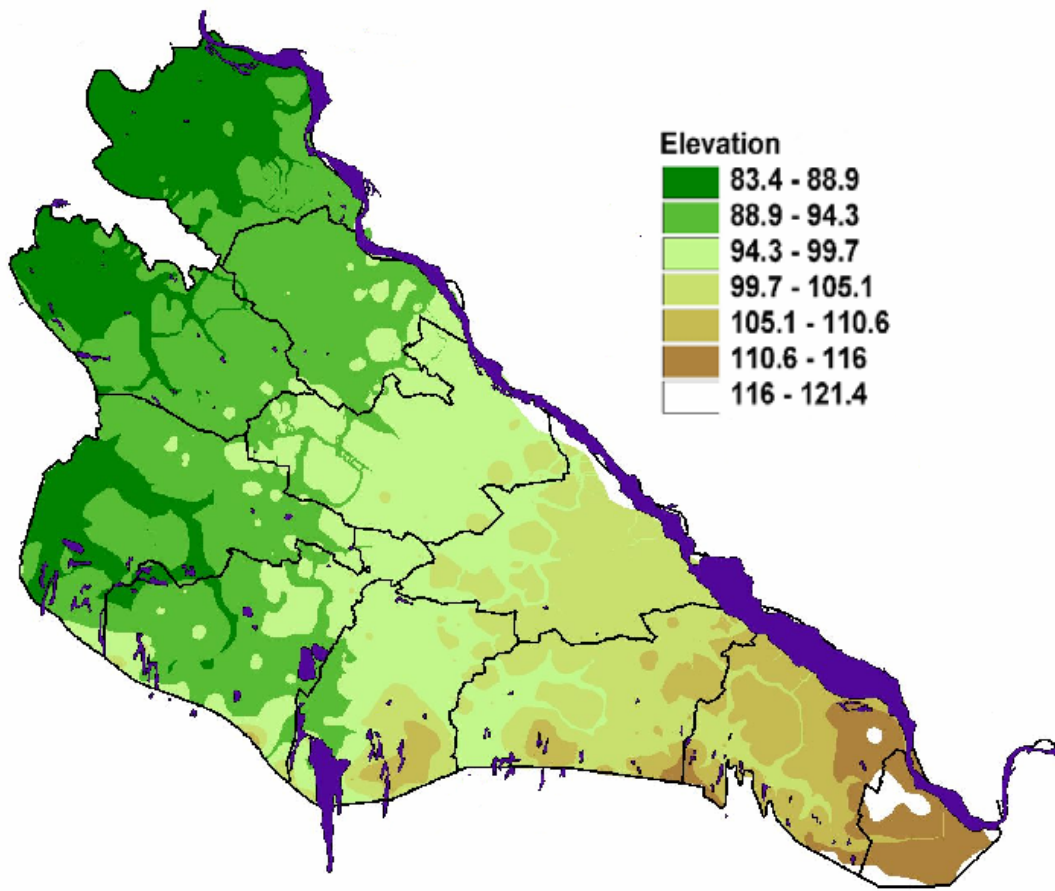 Elevation
83.4 - 88.9
88.9 - 94.3
94.3 - 99.7
99.7 - 105.1
105.1 - 110.6
110.6 - 116
116 - 121.4